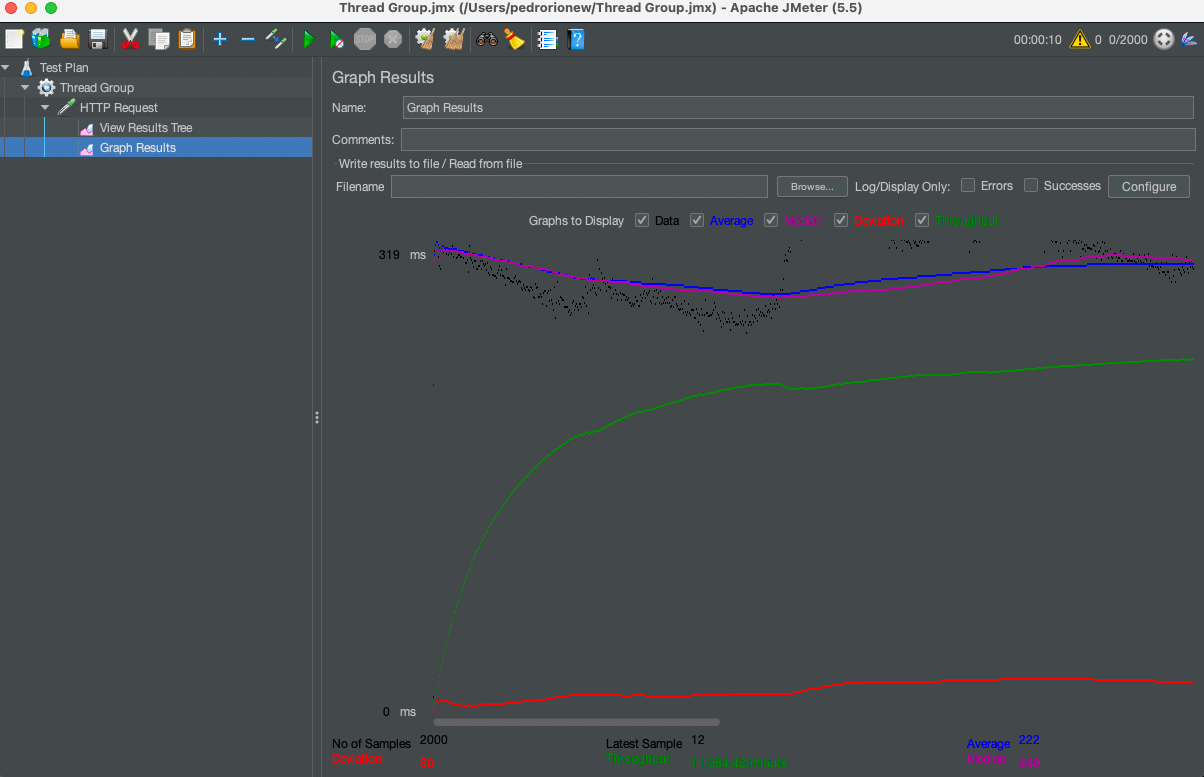 Thread Group.jmx (/Users/pedrorionew/Thread Group.jmx) - Apache JMeter (5.5)
STOP
00:00:10 0 0/2000
Test Plan
Thread Group
HTTP Request
View Results Tree
Graph Results
Graph Results
Name: Graph Results
Comments:
Write results to file / Read from file
Filename Browse... Log/Display Only: Errors Successes Configure
Graphs to Display Data Average Median Deviation Throughput
319 ms
0 ms
No of Samples 2000 Latest Sample 12 Average 222
Deviation Throughput Median 240